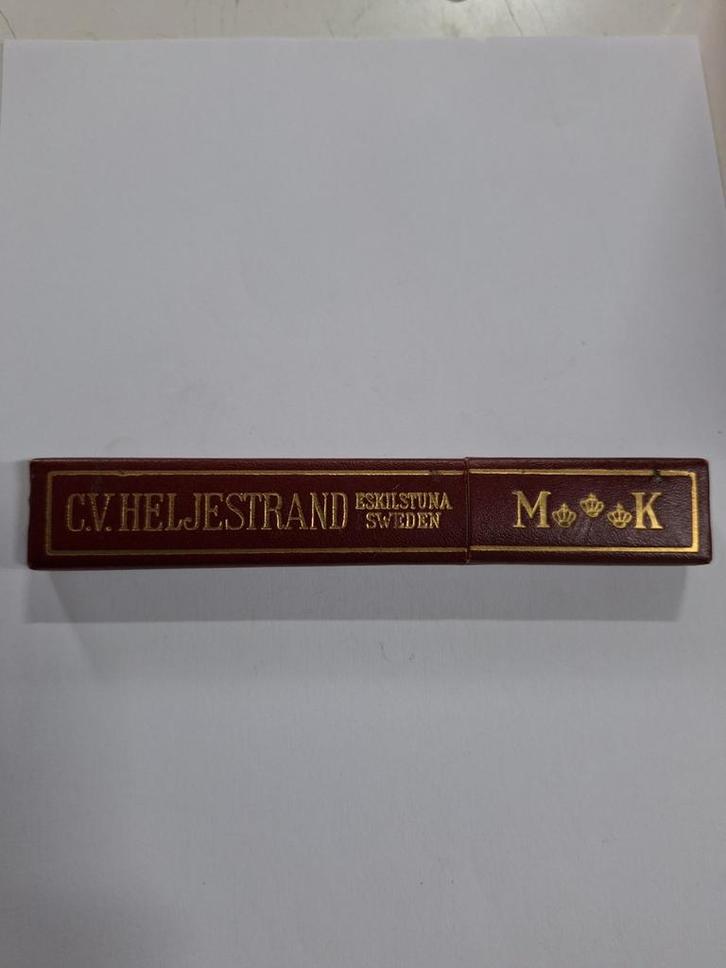 C.V. HELJESTRAND
ESKILSTUNA
SWEDEN
M K